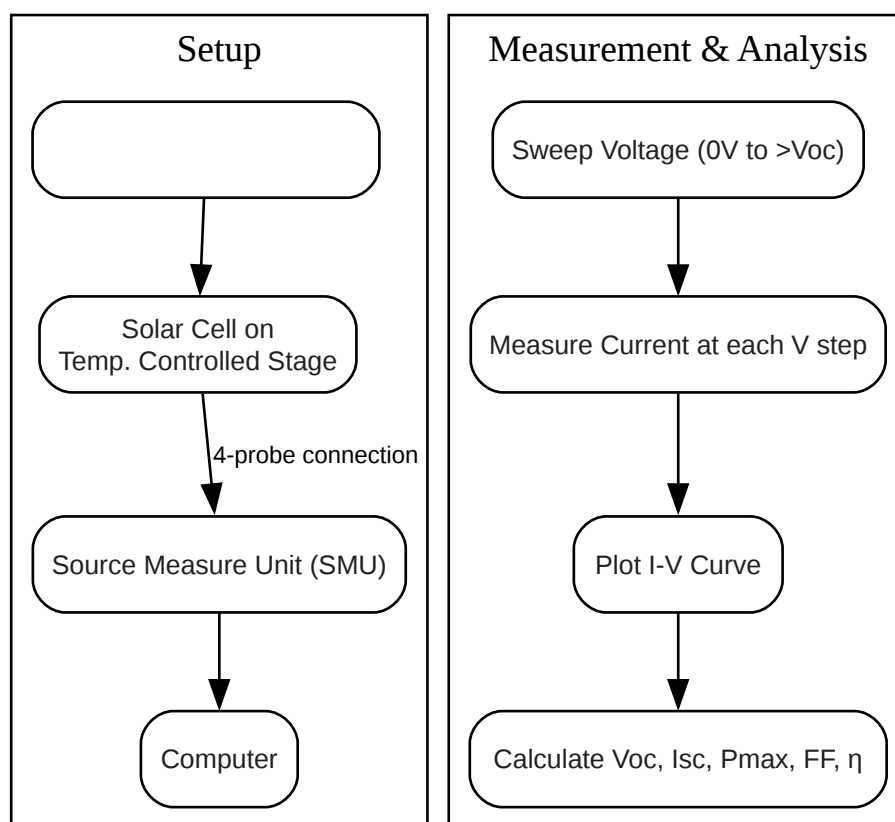 Setup
Solar Cell on
Temp. Controlled Stage
4-probe connection
Source Measure Unit (SMU)
Computer
Measurement & Analysis
Sweep Voltage (0V to >Voc)
Measure Current at each V step
Plot I-V Curve
Calculate Voc, Isc, Pmax, FF, η